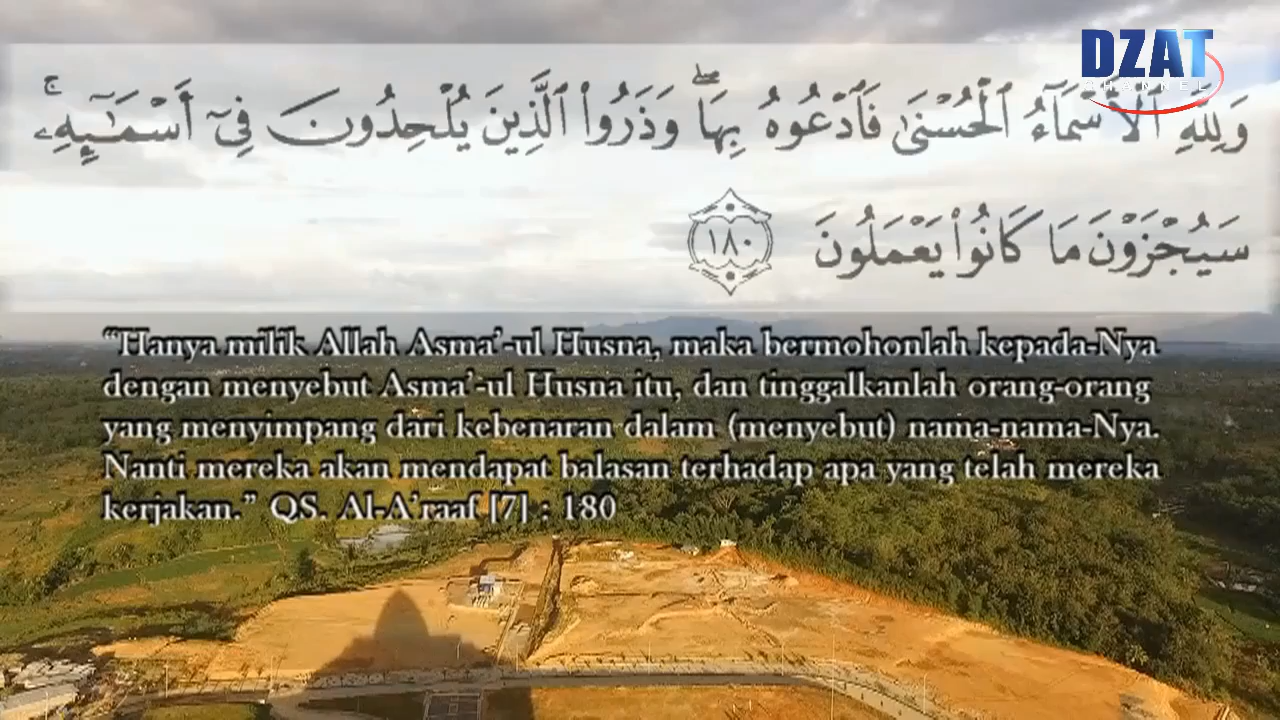 DZAT
CHANNEL
وَلِلَّهِ ٱلْأَسْمَآءُ ٱلْحُسْنَىٰ فَٱدْعُوهُ بِهَا ۖ وَذَرُوا۟ ٱلَّذِينَ يُلْحِدُونَ فِىٓ أَسْمَـٰٓئِهِۦ ۚ
سَيُجْزَوْنَ مَا كَانُوا۟ يَعْمَلُونَ ١٨٠
“Hanya milik Allah Asma’-ul Husna, maka bermohonlah kepada-Nya
dengan menyebut Asma’-ul Husna itu, dan tinggalkanlah orang-orang
yang menyimpang dari kebenaran dalam (menyebut) nama-nama-Nya.
Nanti mereka akan mendapat balasan terhadap apa yang telah mereka
kerjakan.” QS. Al-A’raaf [7] : 180